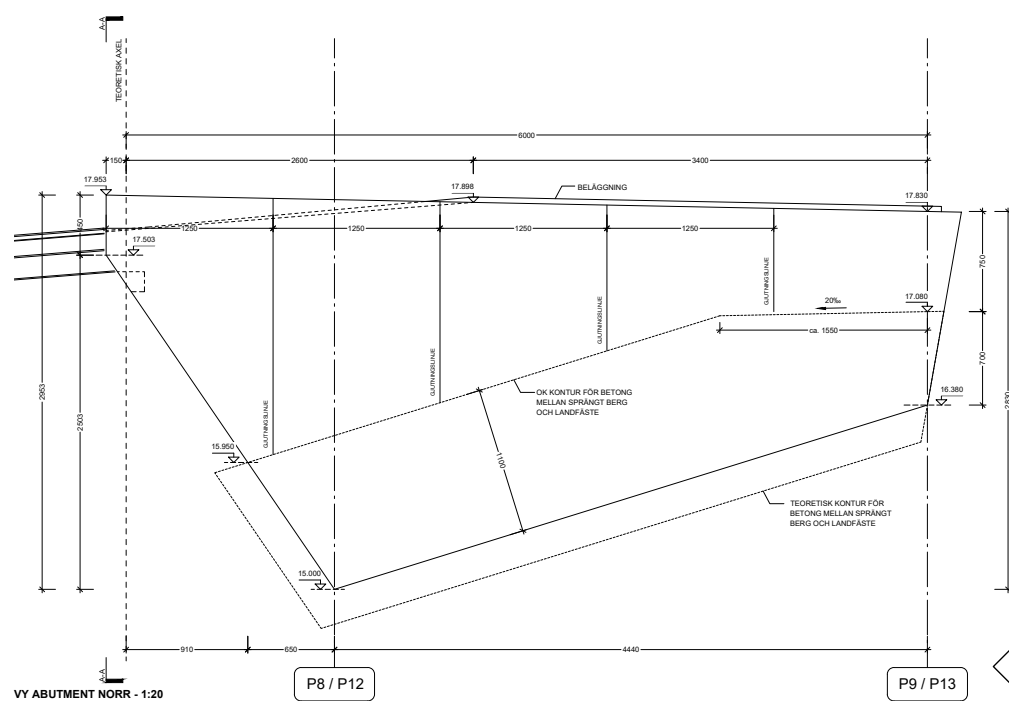 A-A
TEORETISK AXEL
6000
150
2600
3400
17.953
17.898
BELÄGGNING
17.830
450
1250
1250
1250
1250
17.503
750
GJUTNINGSLINJE
GJUTNINGSLINJE
20‰
17.080
ca. 1550
700
GJUTNINGSLINJE
OK KONTUR FÖR BETONG
MELLAN SPRÄNGT BERG
OCH LANDFÄSTE
16.380
2953
2503
2830
GJUTNINGSLINJE
15.950
1100
TEORETISK KONTUR FÖR
BETONG MELLAN SPRÄNGT
BERG OCH LANDFÄSTE
15.000
910
650
4440
A-A
P8 / P12
P9 / P13
VY ABUTMENT NORR - 1:20